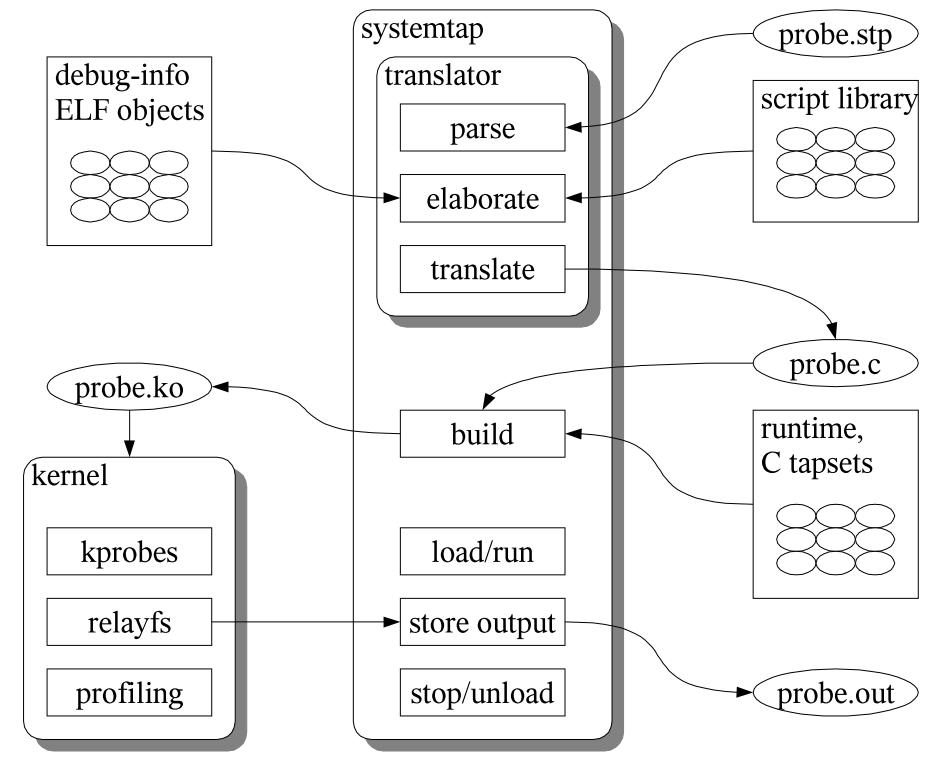 systemtap
probe.stp
debug-info
ELF objects
translator
script library
parse
elaborate
translate
probe.ko
probe.c
build
runtime,
C tapsets
kernel
kprobes
load/run
relayfs
store output
profiling
stop/unload
probe.out